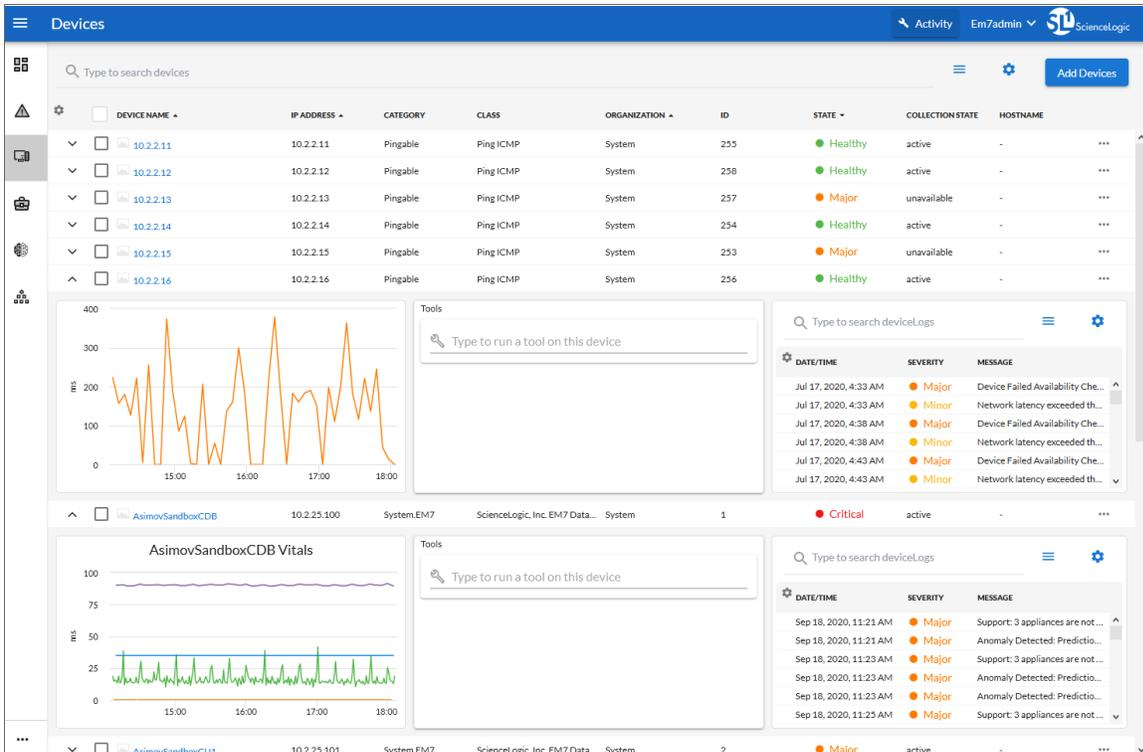 Devices
Activity
Em7admin
SL1 ScienceLogic
Type to search devices
Add Devices
DEVICE NAME IP ADDRESS CATEGORY CLASS ORGANIZATION ID STATE COLLECTION STATE HOSTNAME
10.2.2.11 10.2.2.11 Pingable Ping ICMP System 255 Healthy active - ...
10.2.2.12 10.2.2.12 Pingable Ping ICMP System 258 Healthy active - ...
10.2.2.13 10.2.2.13 Pingable Ping ICMP System 257 Major unavailable - ...
10.2.2.14 10.2.2.14 Pingable Ping ICMP System 254 Healthy active - ...
10.2.2.15 10.2.2.15 Pingable Ping ICMP System 253 Major unavailable - ...
10.2.2.16 10.2.2.16 Pingable Ping ICMP System 256 Healthy active - ...
400
300
200
100
0
ms
15:00 16:00 17:00 18:00
Tools
Type to run a tool on this device
Type to search deviceLogs
DATE/TIME SEVERITY MESSAGE
Jul 17, 2020, 4:33 AM Major Device Failed Availability Che...
Jul 17, 2020, 4:33 AM Minor Network latency exceeded th...
Jul 17, 2020, 4:38 AM Major Device Failed Availability Che...
Jul 17, 2020, 4:38 AM Minor Network latency exceeded th...
Jul 17, 2020, 4:43 AM Major Device Failed Availability Che...
Jul 17, 2020, 4:43 AM Minor Network latency exceeded th...
AsimovSandboxCDB 10.2.25.100 System.EM7 ScienceLogic, Inc. EM7 Data... System 1 Critical active - ...
AsimovSandboxCDB Vitals
100
75
50
25
0
ms
15:00 16:00 17:00 18:00
Tools
Type to run a tool on this device
Type to search deviceLogs
DATE/TIME SEVERITY MESSAGE
Sep 18, 2020, 11:21 AM Major Support: 3 appliances are not ...
Sep 18, 2020, 11:21 AM Major Anomaly Detected: Predictio...
Sep 18, 2020, 11:23 AM Major Support: 3 appliances are not ...
Sep 18, 2020, 11:23 AM Major Anomaly Detected: Predictio...
Sep 18, 2020, 11:23 AM Major Anomaly Detected: Predictio...
Sep 18, 2020, 11:25 AM Major Support: 3 appliances are not ...
AsimovSandboxCU1 10.2.25.101 System.EM7 ScienceLogic, Inc. EM7 Data... System 2 Major active - ...